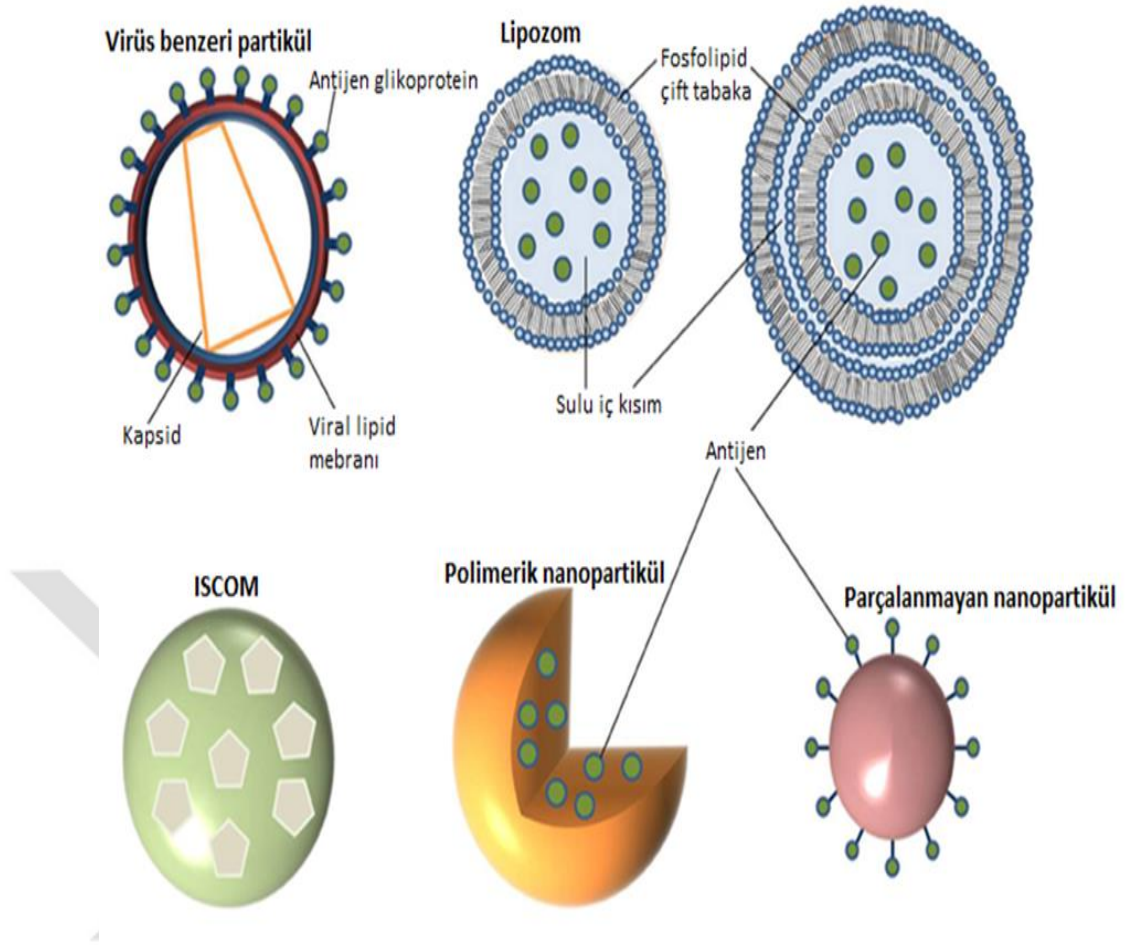 Virüs benzeri partikül
Antijen glikoprotein
Kapsid
Viral lipid
mebranı
Lipozom
Fosfolipid
çift tabaka
Sulu iç kısım
Antijen
ISCOM
Polimerik nanopartikül
Parçalanmayan nanopartikül